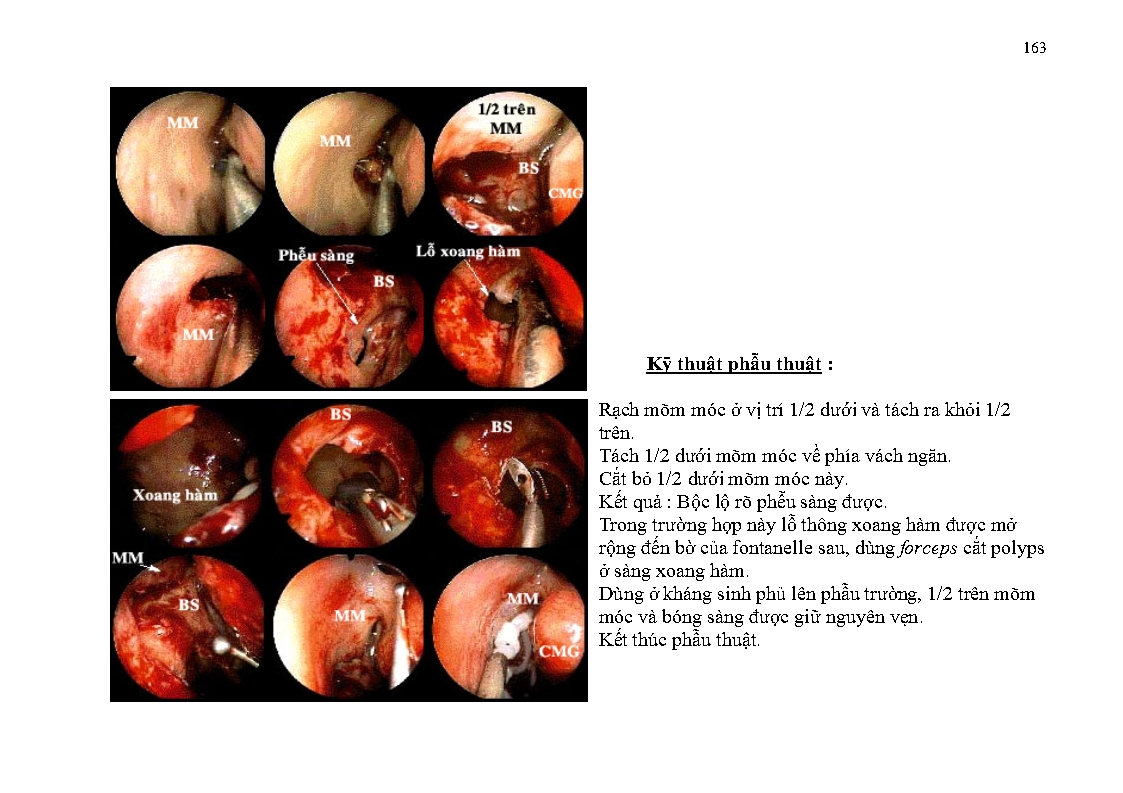 163
MM
MM
1/2 trên
MM
BS
CMG
MM
Phễu sàng
BS
Lỗ xoang hàm
Xoang hàm
BS
BS
MM
BS
MM
MM
CMG
Kỹ thuật phẫu thuật :
Rạch mõm móc ở vị trí 1/2 dưới và tách ra khỏi 1/2
trên.
Tách 1/2 dưới mõm móc về phía vách ngăn.
Cắt bỏ 1/2 dưới mõm móc này.
Kết quả : Bộc lộ rõ phễu sàng được.
Trong trường hợp này lỗ thông xoang hàm được mở
rộng đến bờ của fontanelle sau, dùng forceps cắt polyps
ở sàng xoang hàm.
Dùng ở kháng sinh phủ lên phẫu trường, 1/2 trên mõm
móc và bóng sàng được giữ nguyên vẹn.
Kết thúc phẫu thuật.